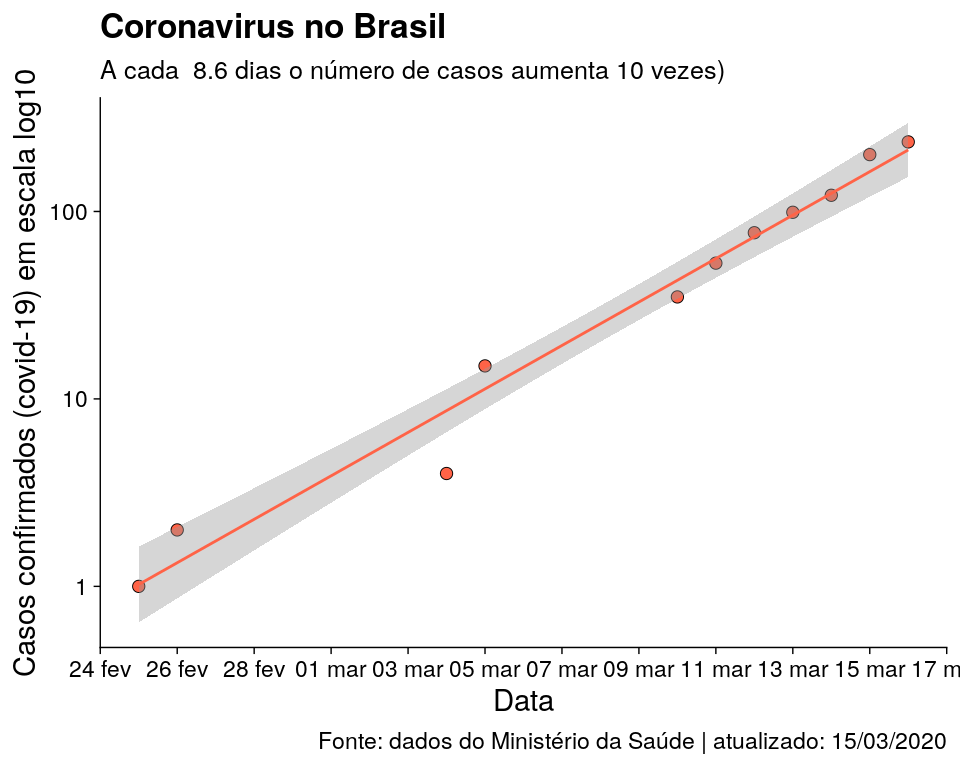 Coronavirus no Brasil
A cada  8.6 dias o número de casos aumenta 10 vezes)
Casos confirmados (covid-19) em escala log10
100
10
1
24 fev 26 fev 28 fev 01 mar 03 mar 05 mar 07 mar 09 mar 11 mar 13 mar 15 mar 17 m
Data
Fonte: dados do Ministério da Saúde | atualizado: 15/03/2020